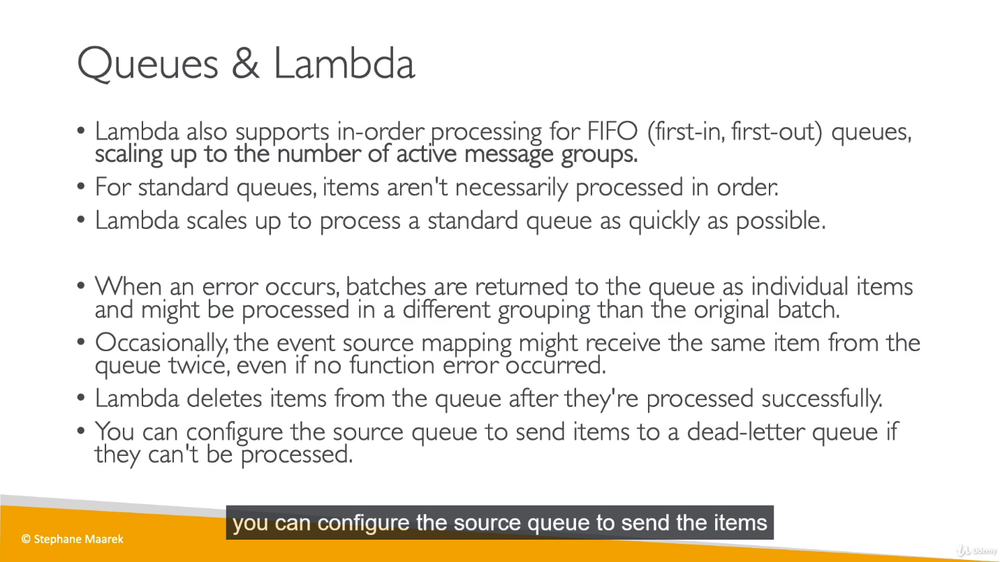 Queues & Lambda
• Lambda also supports in-order processing for FIFO (first-in, first-out) queues,
scaling up to the number of active message groups.
• For standard queues, items aren't necessarily processed in order.
• Lambda scales up to process a standard queue as quickly as possible.
• When an error occurs, batches are returned to the queue as individual items
and might be processed in a different grouping than the original batch.
• Occasionally, the event source mapping might receive the same item from the
queue twice, even if no function error occurred.
• Lambda deletes items from the queue after they're processed successfully.
• You can configure the source queue to send items to a dead-letter queue if
they can't be processed.
you can configure the source queue to send the items
© Stephane Maarek
Udemy